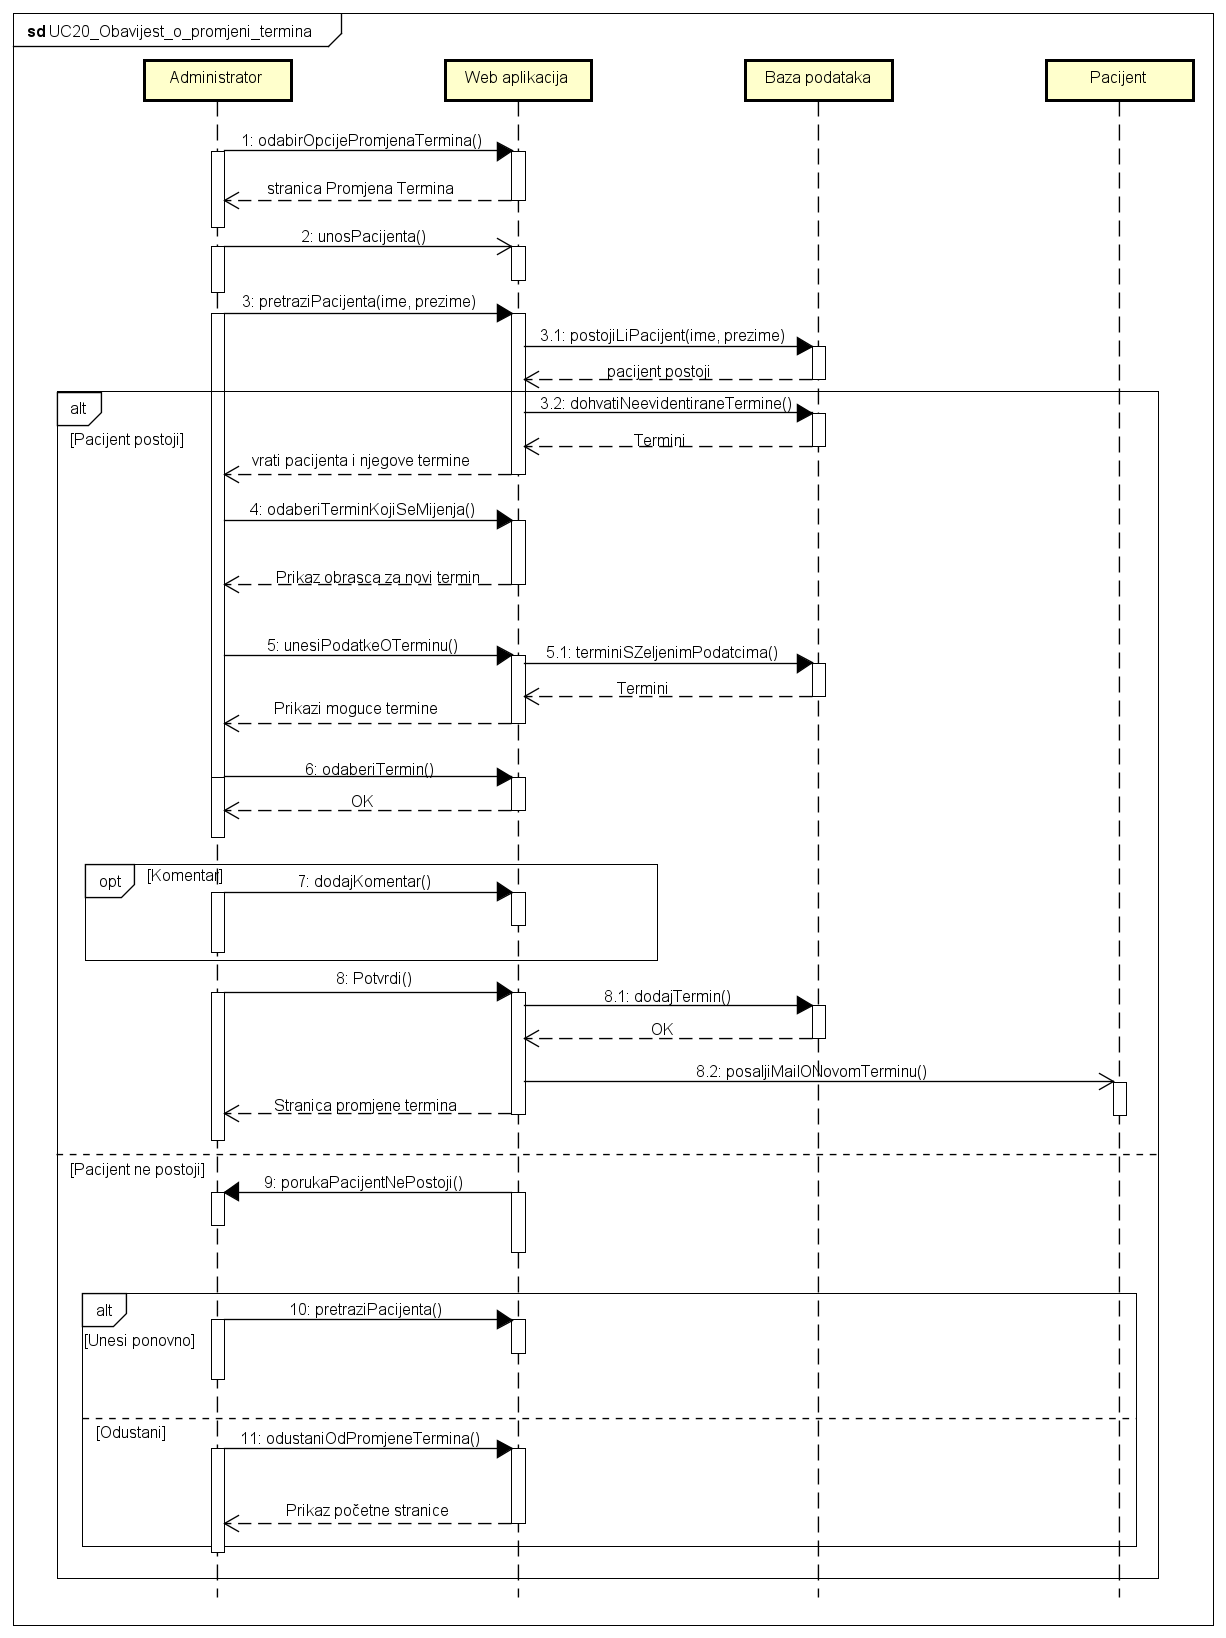 sd UC20_Obavijest_o_promjeni_termina
Administrator
Web aplikacija
Baza podataka
Pacijent
1: odabirOpcijePromjenaTermina()
stranica Promjena Termina
2: unosPacijenta()
3: pretraziPacijenta(ime, prezime)
3.1: postojiLiPacijent(ime, prezime)
pacijent postoji
alt
3.2: dohvatiNeevidentiraneTermine()
[Pacijent postoji]
Termini
vrati pacijenta i njegove termine
4: odaberiTerminKojiSeMijenja()
Prikaz obrasca za novi termin
5: unesiPodatkeOTerminu()
5.1: terminiSZeljenimPodatcima()
Termini
Prikazi moguce termine
6: odaberiTermin()
OK
opt
[Komentar]
7: dodajKomentar()
8: Potvrdi()
8.1: dodajTermin()
OK
8.2: posaljiMailONovomTerminu()
Stranica promjene termina
[Pacijent ne postoji]
9: porukaPacijentNePostoji()
alt
10: pretraziPacijenta()
[Unesi ponovno]
[Odustani]
11: odustaniOdPromjeneTermina()
Prikaz početne stranice